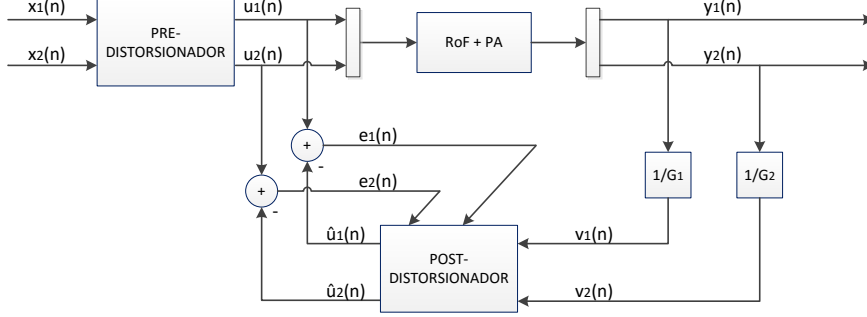 x1(n)
u1(n)
y1(n)
PRE-
DISTORSIONADOR
RoF + PA
x2(n)
u2(n)
y2(n)
e1(n)
+
-
1/G1
1/G2
e2(n)
+
-
û1(n)
v1(n)
POST-
DISTORSIONADOR
û2(n)
v2(n)